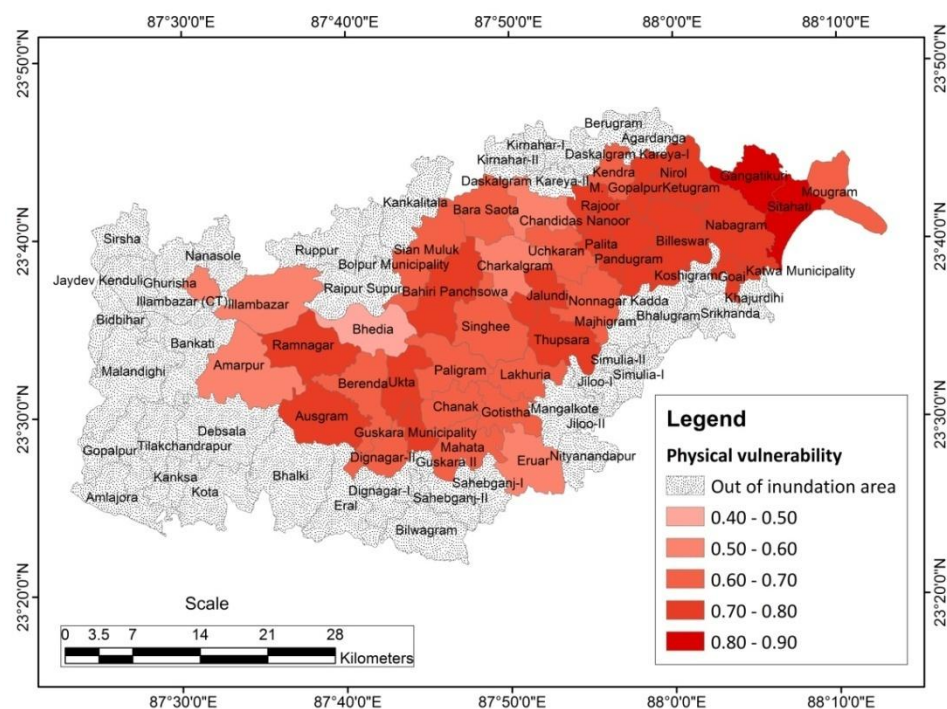 87°30'0"E 87°40'0"E 87°50'0"E 88°0'0"E 88°10'0"E
23°50'0"N 23°50'0"N
23°40'0"N 23°40'0"N
23°30'0"N 23°30'0"N
23°20'0"N 23°20'0"N
Berugram
Kirnahar-I Agardanga
Kirnahar-II Daskalgram Kareya-I
Kendra Nirol Gangatikuri
Daskalgram Kareya-II M. Gopalpur Ketugram Mougram
Kankalitala Bara Saota Rajoor Sitahati
Chandidas Nanoor Nabagram
Sirsha Nanasole Ruppur Sian Muluk Uchkaran Palita Billeswar
Bolpur Municipality Charkalgram Pandugram
Jaydev Kenduli Ghurisha Raipur Supur Bahiri Panchsowa Koshigram Goai Katwa Municipality
Illambazar (CT) Illambazar Jalundi Nonnagar Kadda Khajurdihi
Bidbihar Bhedia Singhee Majhigram Bhalugram Srikhanda
Bankati Ramnagar Thupsara
Malandighi Amarpur Paligram Lakhuria Simulia-II
Berenda Ukta Jiloo-I Simulia-I
Ausgram Chanak Gotistha Mangalkote
Debsala Guskara Municipality Jiloo-II
Gopalpur Tilakchandrapur Mahata
Dignagar-II Guskara II Eruar Nityanandapur
Kanksa Bhalki Sahebganj-I
Amlajora Kota Dignagar-I Sahebganj-II
Eral
Bilwagram
Legend
Physical vulnerability
Out of inundation area
0.40 - 0.50
0.50 - 0.60
0.60 - 0.70
0.70 - 0.80
0.80 - 0.90
Scale
0 3.5 7 14 21 28
Kilometers
87°30'0"E 87°40'0"E 87°50'0"E 88°0'0"E 88°10'0"E